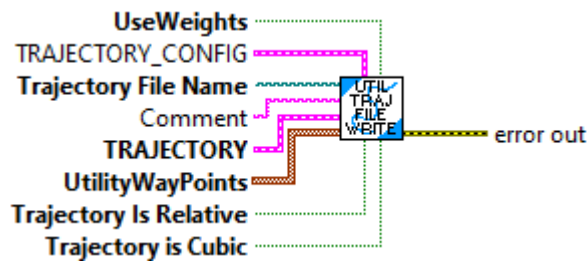 UseWeights
TRAJECTORY_CONFIG
Trajectory File Name
Comment
TRAJECTORY
UtilityWayPoints
Trajectory Is Relative
Trajectory is Cubic
UTIL
TRAJ
FILE
WRITE
error out